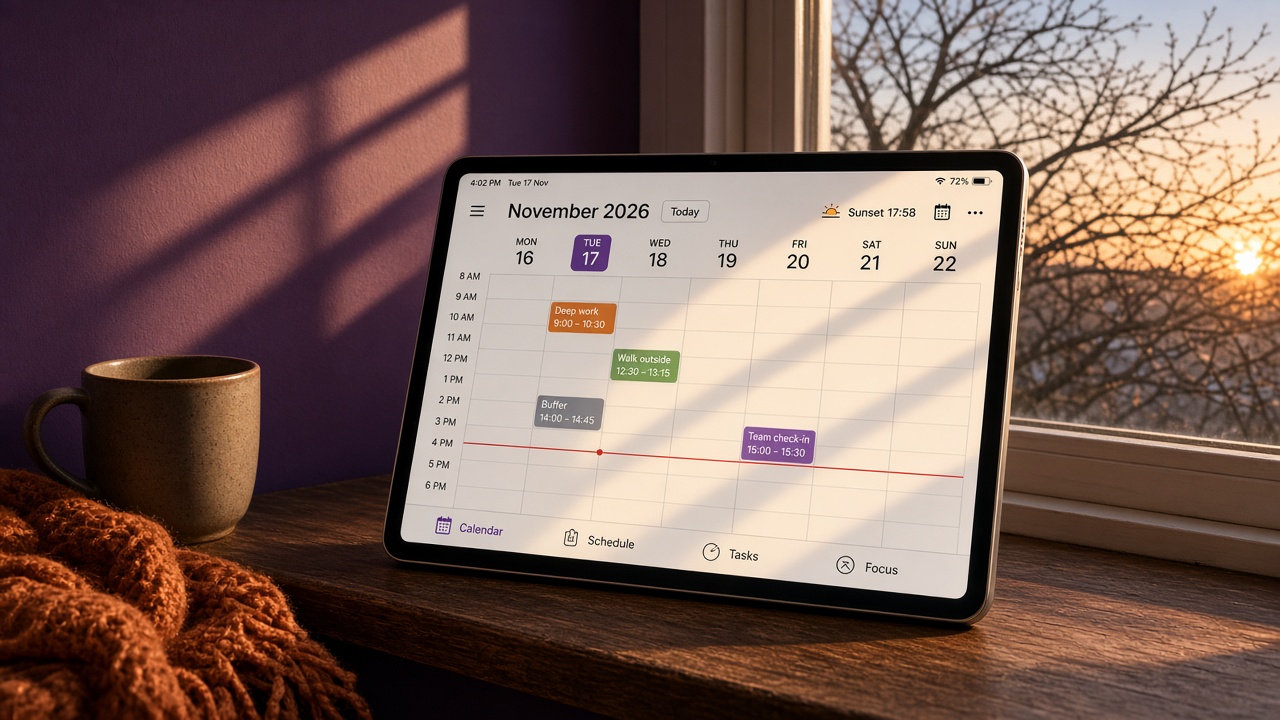 4:02 PM Tue 17 Nov
72%
November 2026
Today
Sunset 17:58
MON
16
TUE
17
WED
18
THU
19
FRI
20
SAT
21
SUN
22
8 AM
9 AM
10 AM
11 AM
12 PM
1 PM
2 PM
3 PM
4 PM
5 PM
6 PM
Deep work
9:00 – 10:30
Walk outside
12:30 – 13:15
Buffer
14:00 – 14:45
Team check-in
15:00 – 15:30
Calendar
Schedule
Tasks
Focus